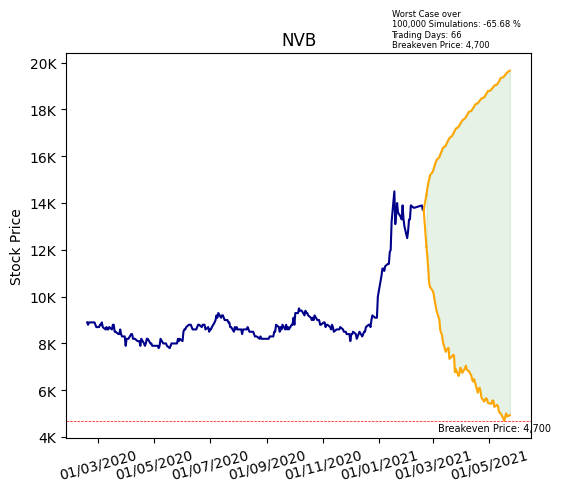 Worst Case over
100,000 Simulations: -65.68 %
Trading Days: 66
Breakeven Price: 4,700
NVB
20K
18K
16K
14K
12K
10K
8K
6K
4K
Stock Price
Breakeven Price: 4,700
01/03/2020
01/05/2020
01/07/2020
01/09/2020
01/11/2020
01/01/2021
01/03/2021
01/05/2021